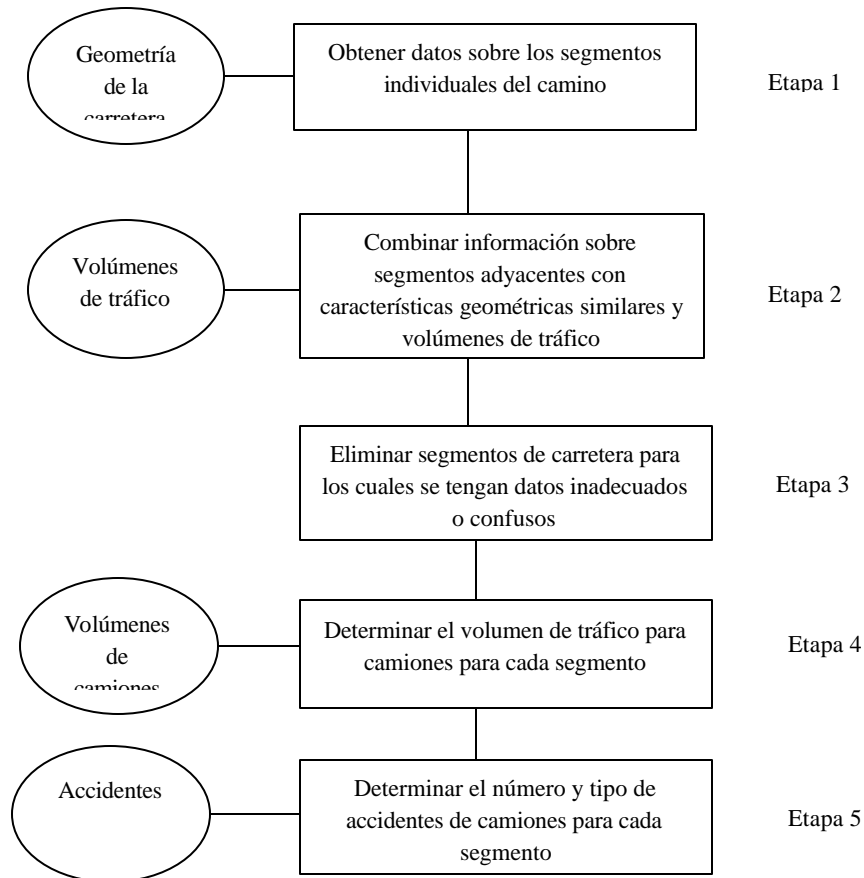 Geometría
de la
carretera
Obtener datos sobre los segmentos
individuales del camino
Etapa 1
Volúmenes
de tráfico
Combinar información sobre
segmentos adyacentes con
características geométricas similares y
volúmenes de tráfico
Etapa 2
Eliminar segmentos de carretera para
los cuales se tengan datos inadecuados
o confusos
Etapa 3
Volúmenes
de
camiones
Determinar el volumen de tráfico para
camiones para cada segmento
Etapa 4
Accidentes
Determinar el número y tipo de
accidentes de camiones para cada
segmento
Etapa 5